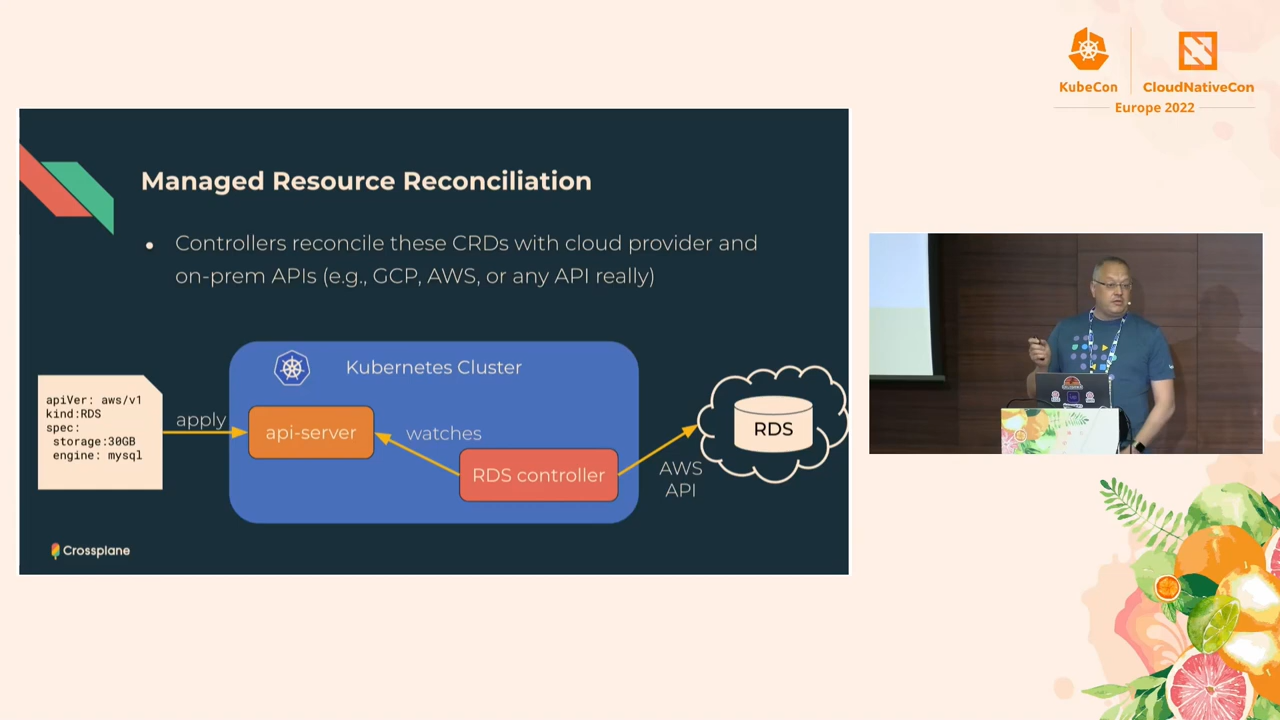 KubeCon
CloudNativeCon
Europe 2022
Managed Resource Reconciliation
Controllers reconcile these CRDs with cloud provider and
on-prem APIs (e.g., GCP, AWS, or any API really)
Kubernetes Cluster
apiVer: aws/v1
kind:RDS
spec:
storage:30GB
engine: mysql
apply
api-server
watches
RDS controller
AWS
API
RDS
Crossplane